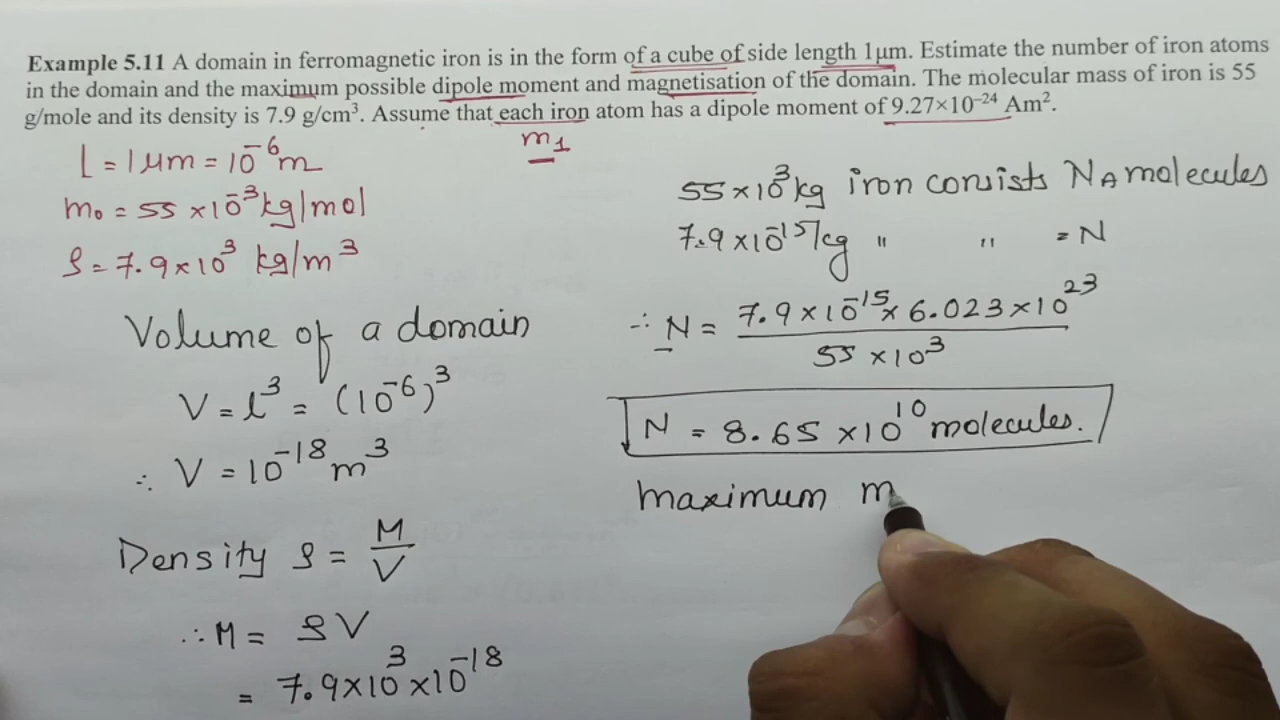 Example 5.11 A domain in ferromagnetic iron is in the form of a cube of side length 1μm. Estimate the number of iron atoms
in the domain and the maximum possible dipole moment and magnetisation of the domain. The molecular mass of iron is 55
g/mole and its density is 7.9 g/cm³. Assume that each iron atom has a dipole moment of 9.27×10⁻²⁴ Am².
m₁
l = 1 μm = 10⁻⁶ m
m₀ = 55 × 10⁻³ kg/mol
ρ = 7.9 × 10³ kg/m³
Volume of a domain
V = l³ = (10⁻⁶)³
∴ V = 10⁻¹⁸ m³
Density ρ = M/V
∴ M = ρV
= 7.9×10³×10⁻¹⁸
55×10³ kg iron consists N_A molecules
7.9×10⁻¹⁵ kg " " = N
∴ N = 7.9×10⁻¹⁵×6.023×10²³
55×10³
N = 8.65 ×10¹⁰ molecules.
maximum m